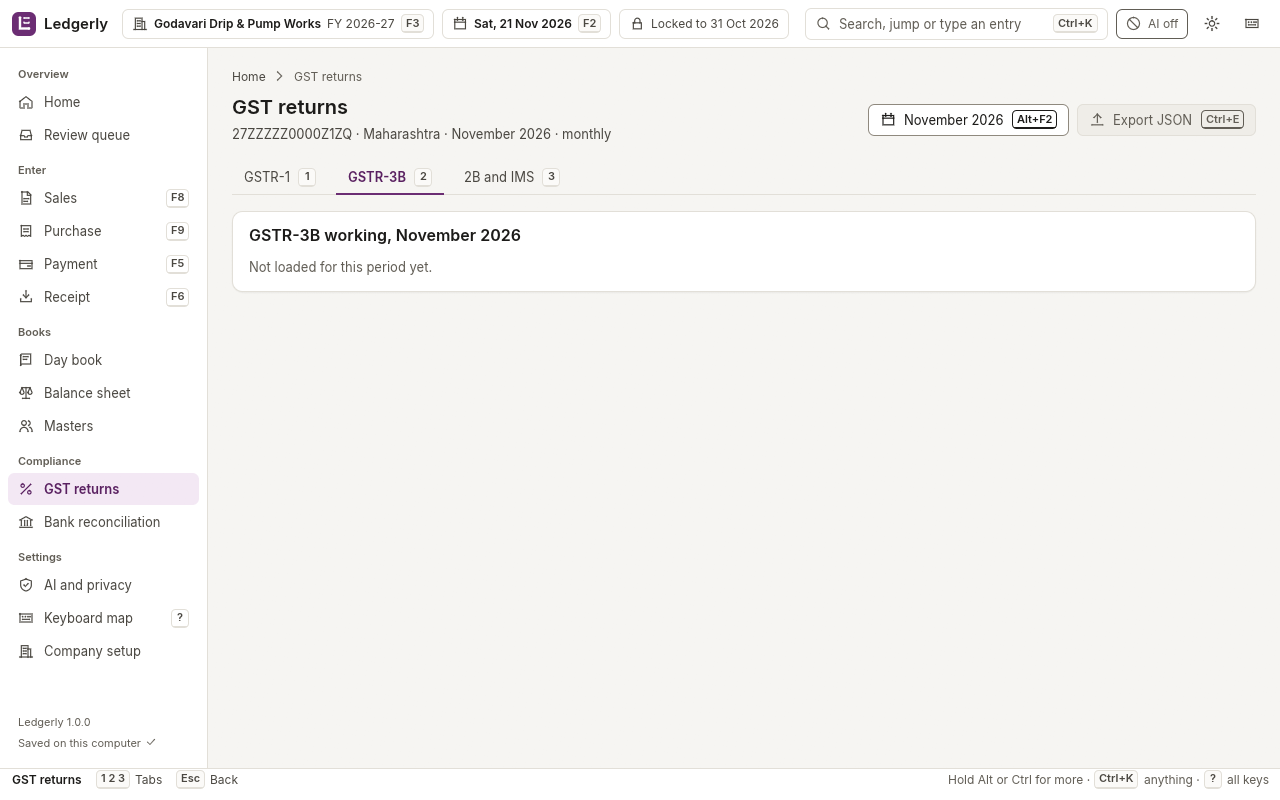 Ledgerly
Godavari Drip & Pump Works FY 2026-27 F3
Sat, 21 Nov 2026 F2
Locked to 31 Oct 2026
Search, jump or type an entry Ctrl+K
AI off
Overview
Home
Review queue
Enter
Sales F8
Purchase F9
Payment F5
Receipt F6
Books
Day book
Balance sheet
Masters
Compliance
GST returns
Bank reconciliation
Settings
AI and privacy
Keyboard map ?
Company setup
Ledgerly 1.0.0
Saved on this computer
Home GST returns
GST returns
27ZZZZZ0000Z1ZQ · Maharashtra · November 2026 · monthly
November 2026 Alt+F2
Export JSON Ctrl+E
GSTR-1 1
GSTR-3B 2
2B and IMS 3
GSTR-3B working, November 2026
Not loaded for this period yet.
GST returns 1 2 3 Tabs Esc Back
Hold Alt or Ctrl for more · Ctrl+K anything · ? all keys